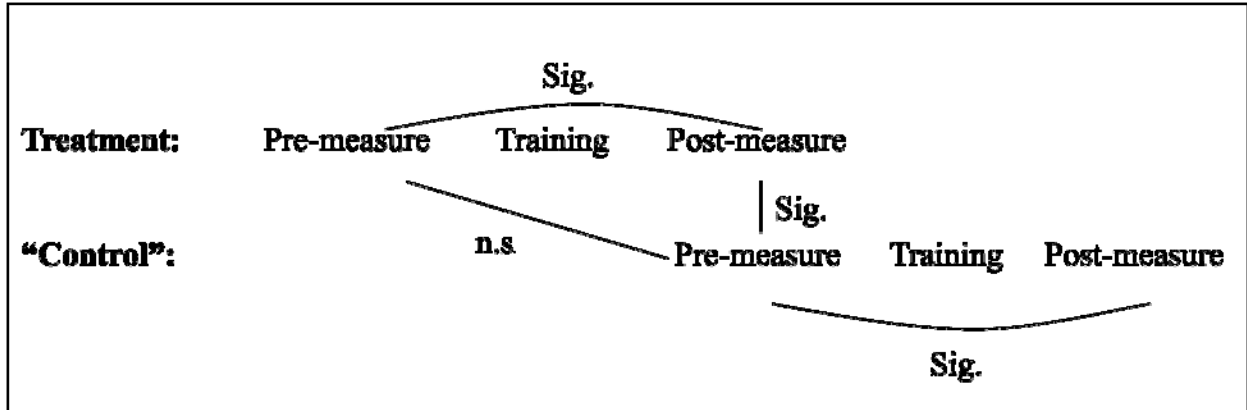 Sig.
Treatment: Pre-measure Training Post-measure
Sig.
“Control”: n.s Pre-measure Training Post-measure
Sig.